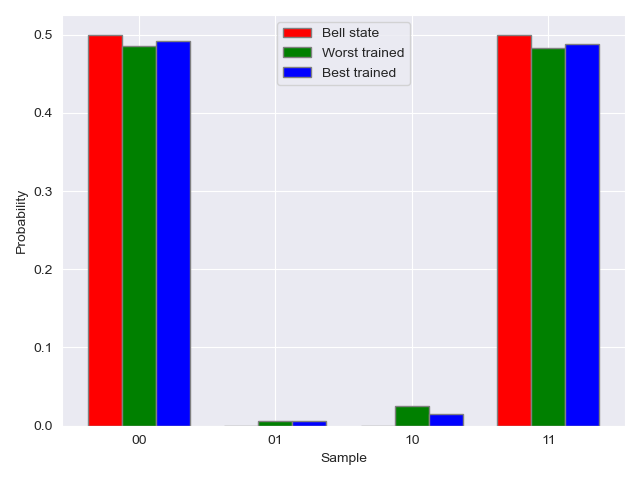 Bell state
Worst trained
Best trained
0.5
0.4
0.3
0.2
0.1
0.0
Probability
00
01
10
11
Sample